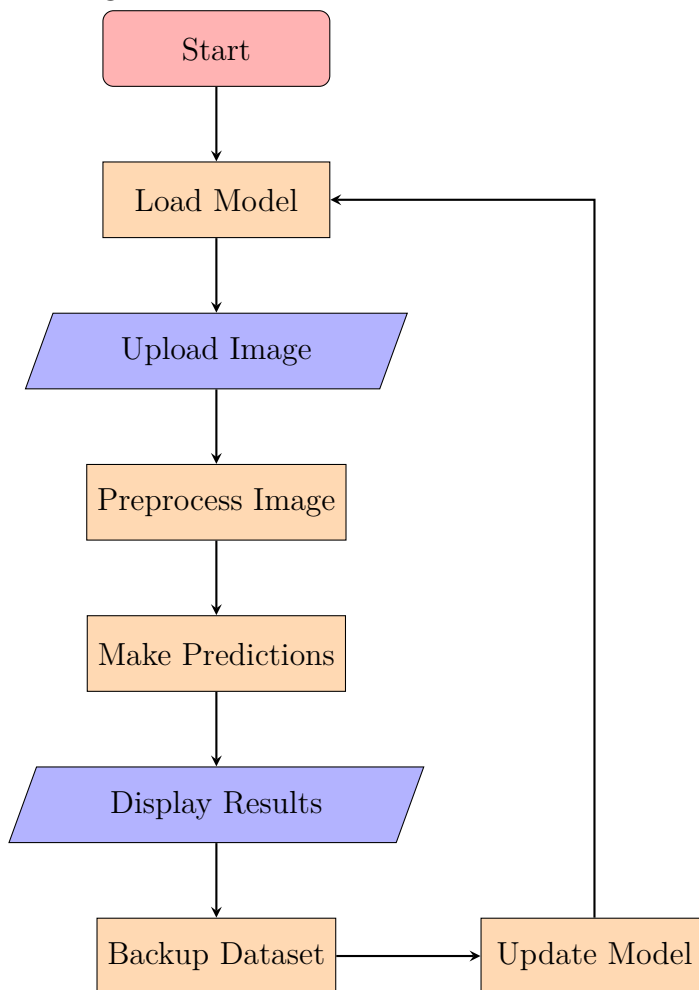 Start
Load Model
Upload Image
Preprocess Image
Make Predictions
Display Results
Backup Dataset
Update Model